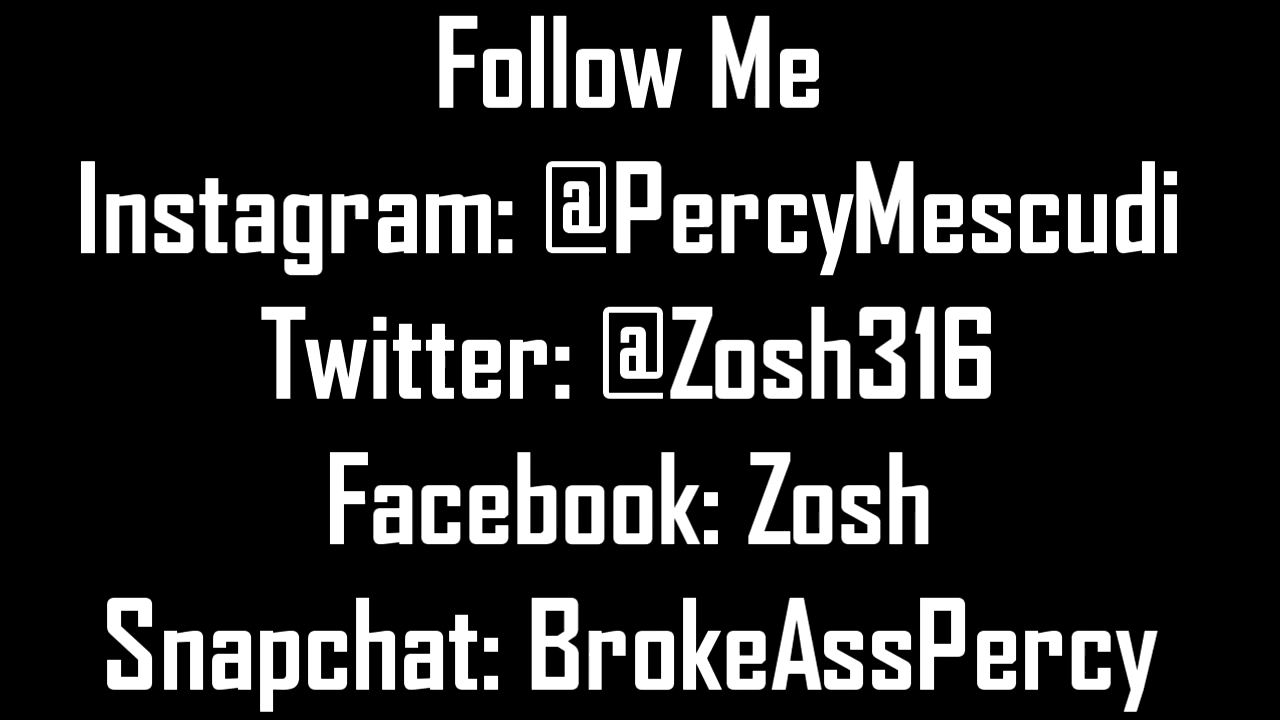 Follow Me
Instagram: @PercyMescudi
Twitter: @Zosh316
Facebook: Zosh
Snapchat: BrokeAssPercy